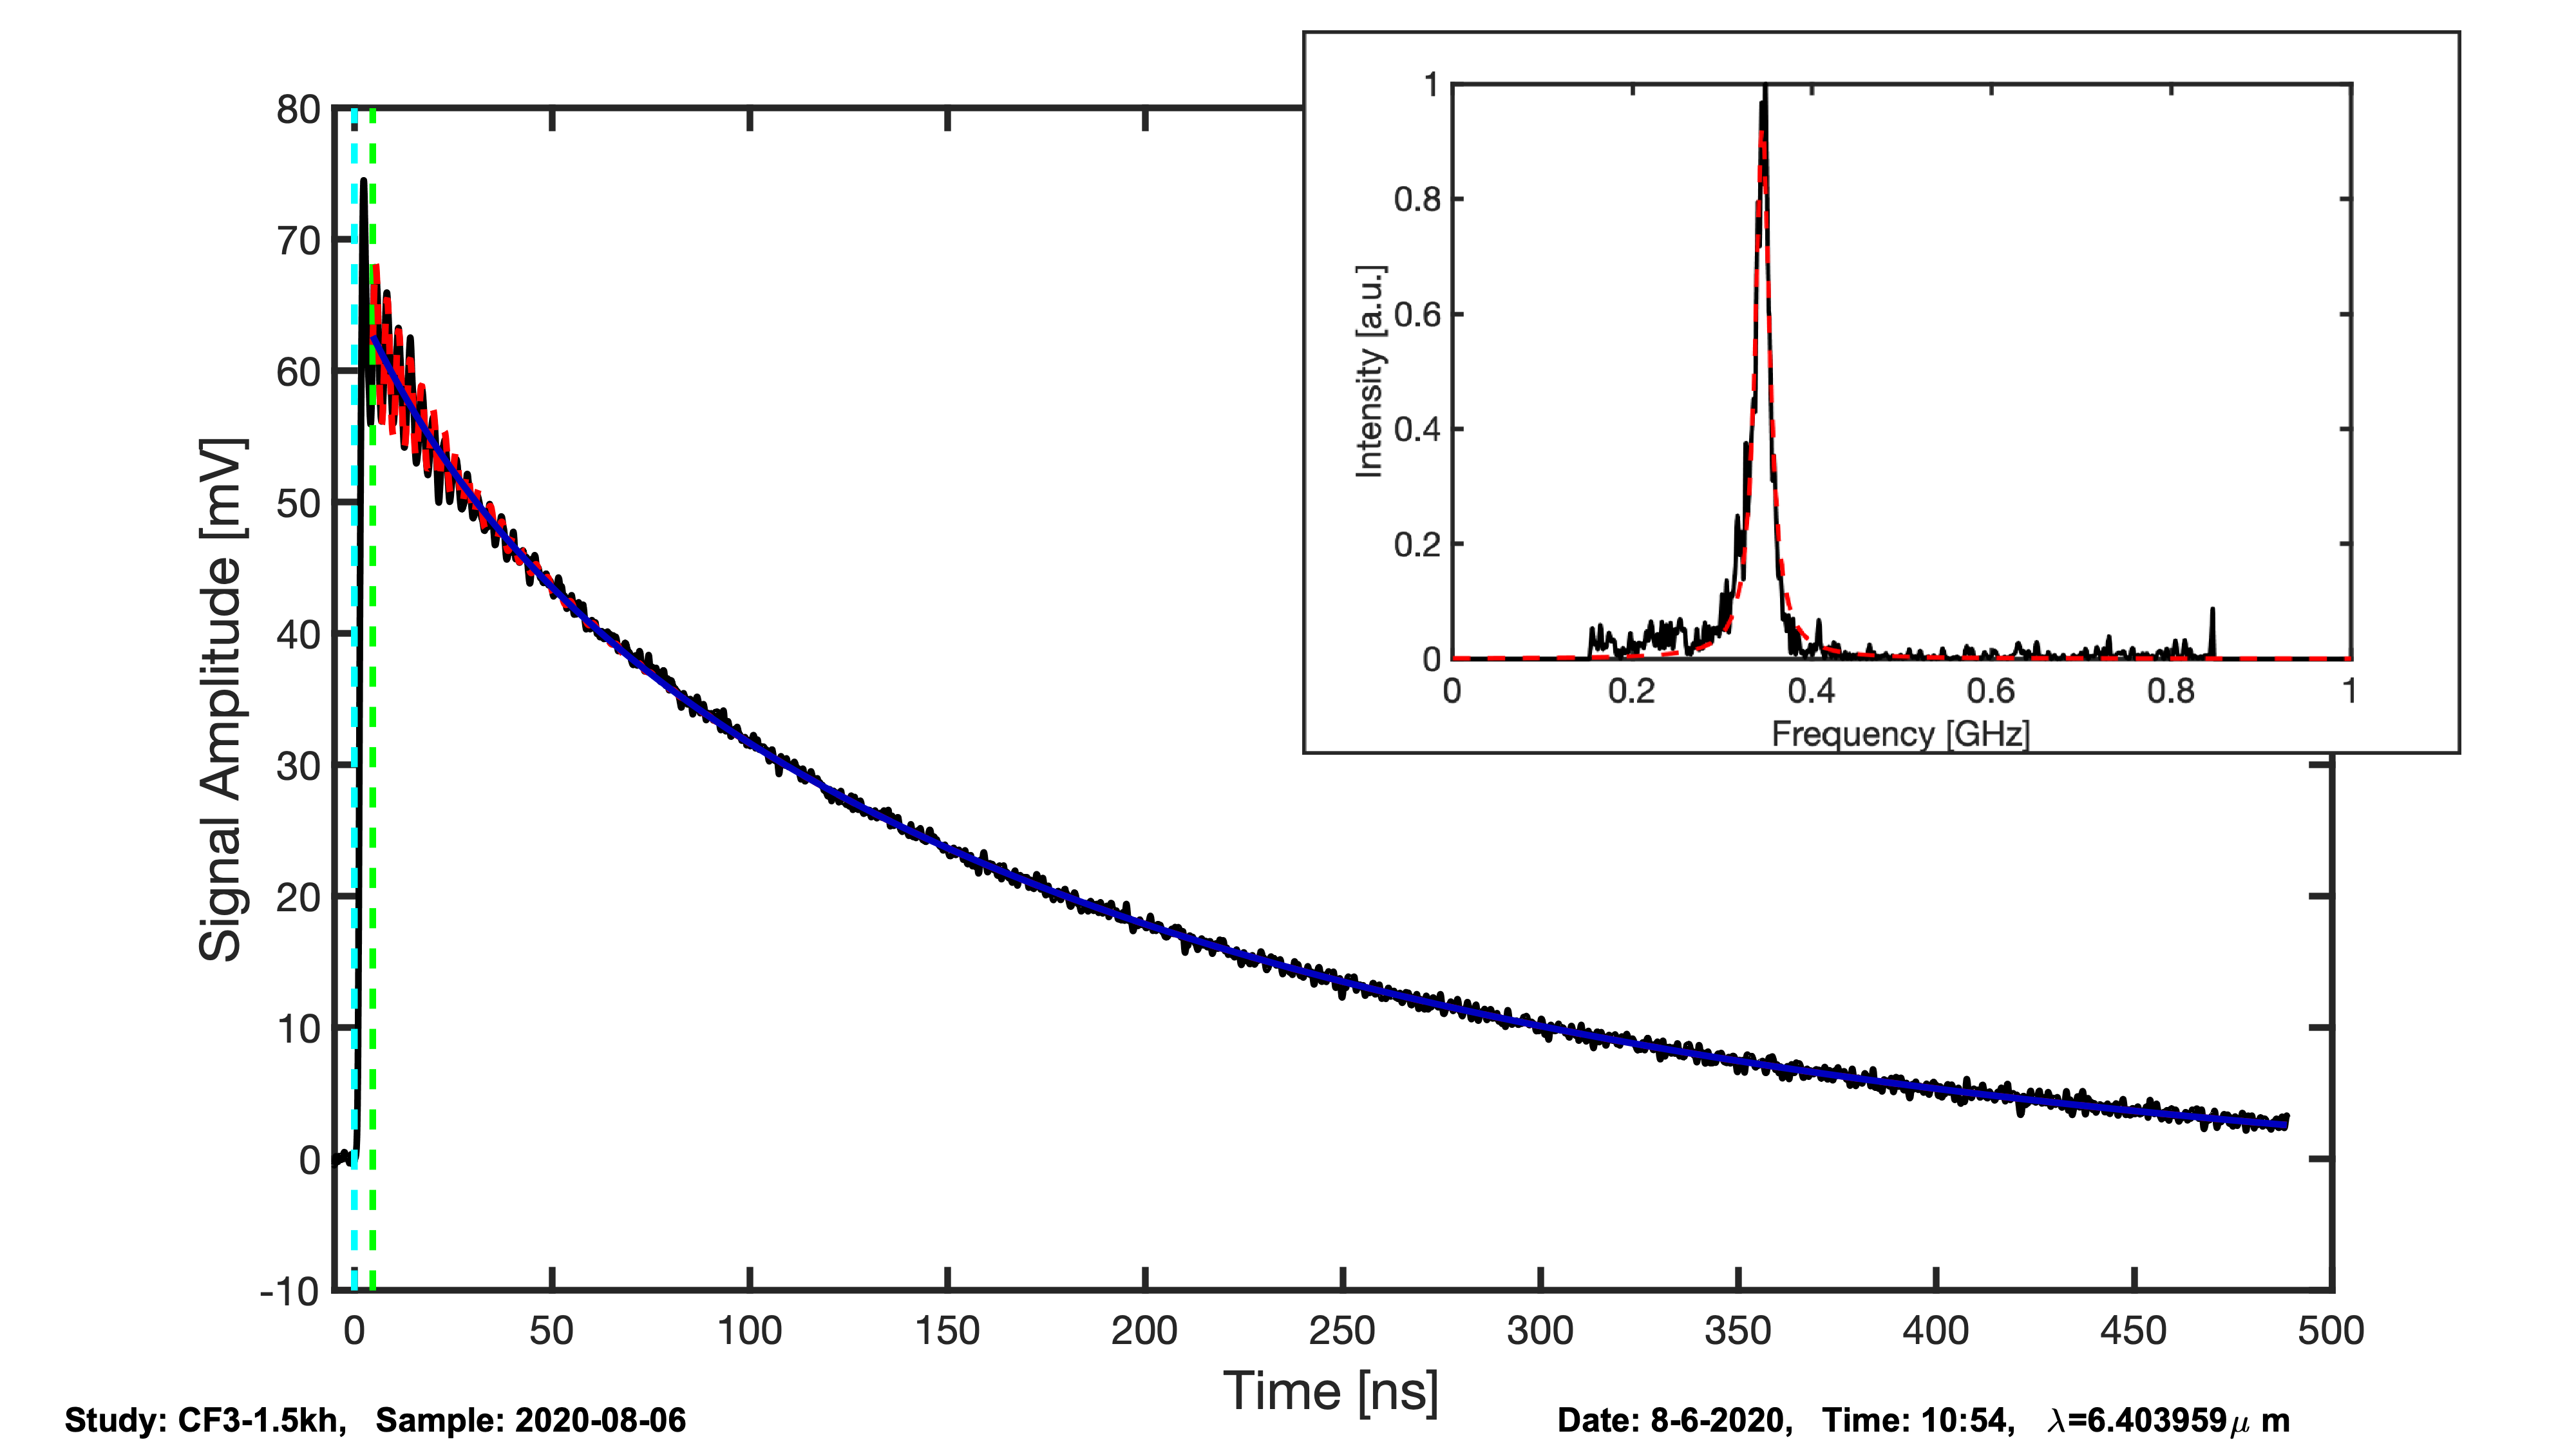 1
0.8
0.6
0.4
0.2
0
Intensity [a.u.]
0 0.2 0.4 0.6 0.8 1
Frequency [GHz]
80
70
60
50
40
30
20
10
0
-10
Signal Amplitude [mV]
0 50 100 150 200 250 300 350 400 450 500
Time [ns]
Study: CF3-1.5kh, Sample: 2020-08-06
Date: 8-6-2020, Time: 10:54, λ=6.403959μ m